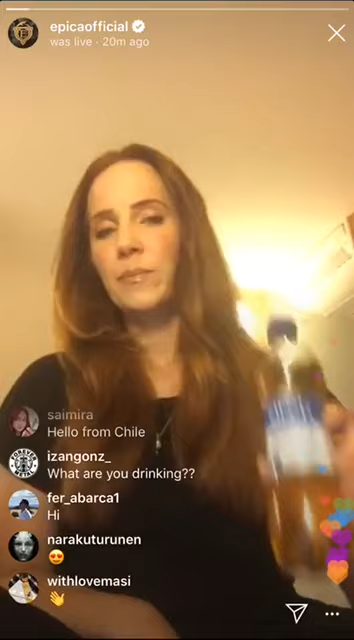 epicaofficial
was live · 20m ago
saimira
Hello from Chile
izangonz_
What are you drinking??
fer_abarca1
Hi
narakuturunen
😍
withlovemasi
👋